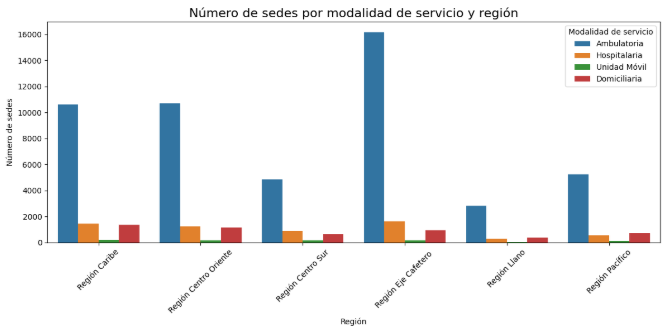 Número de sedes por modalidad de servicio y región
Modalidad de servicio
Ambulatoria
Hospitalaria
Unidad Móvil
Domiciliaria
Número de sedes
16000
14000
12000
10000
8000
6000
4000
2000
0
Región Caribe
Región Centro Oriente
Región Centro Sur
Región Eje Cafetero
Región Llano
Región Pacífico
Región